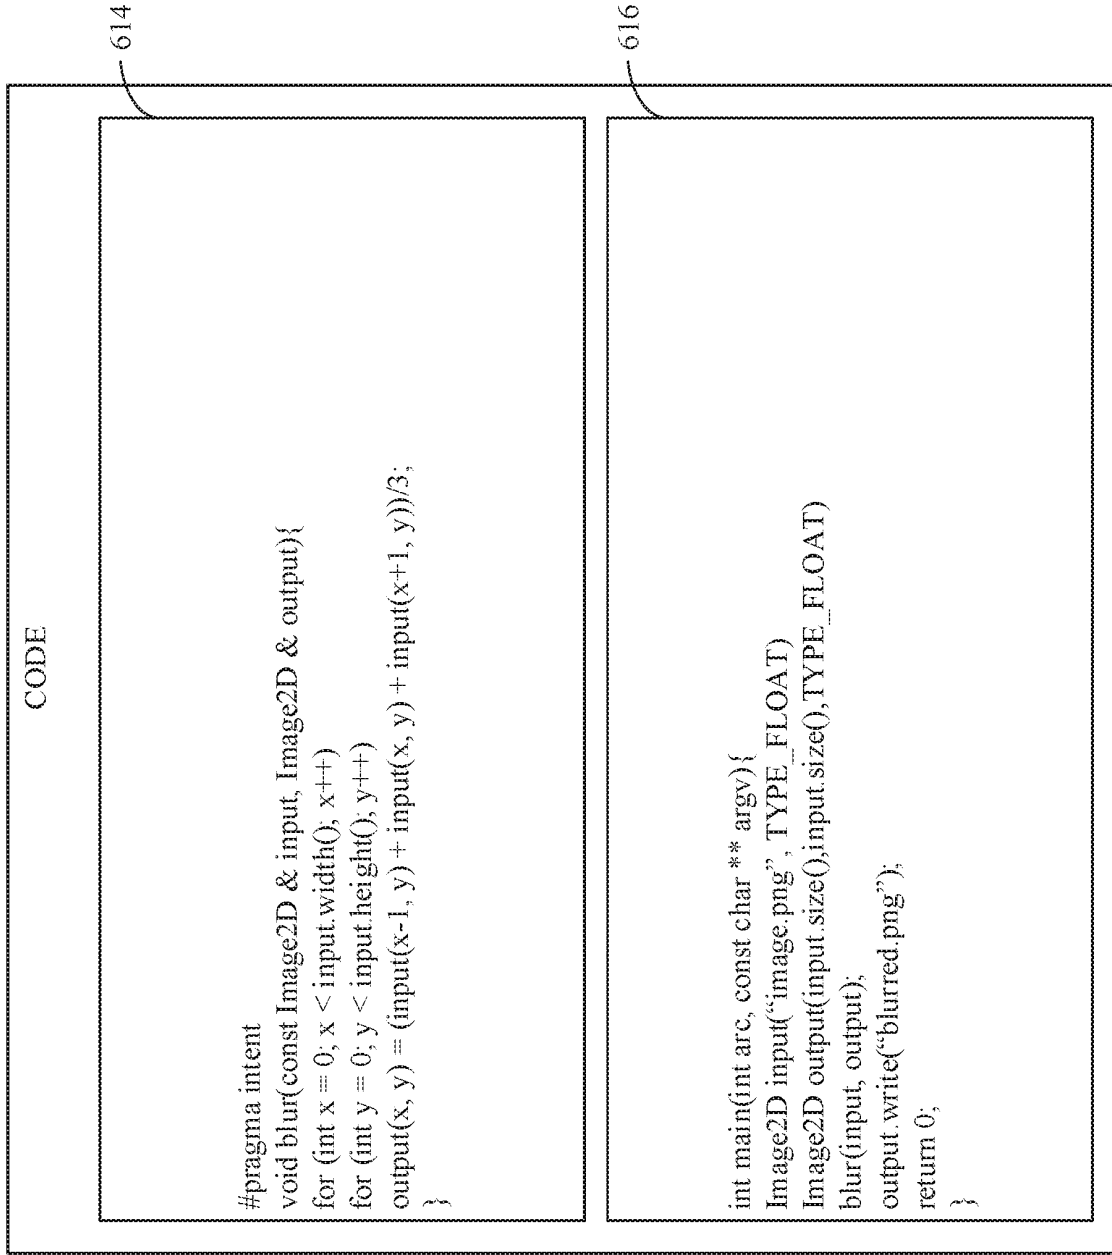 CODE
614
#pragma intent
void blur(const Image2D & input, Image2D & output){
for (int x = 0; x < input.width(); x++)
for (int y = 0; y < input.height(); y++)
output(x, y) = (input(x-1, y) + input(x, y) + input(x+1, y))/3;
}
616
int main(int arc, const char ** argv){
Image2D input(“image.png”, TYPE_FLOAT)
Image2D output(input.size(),input.size(),TYPE_FLOAT)
blur(input, output);
output.write(“blurred.png”);
return 0;
}